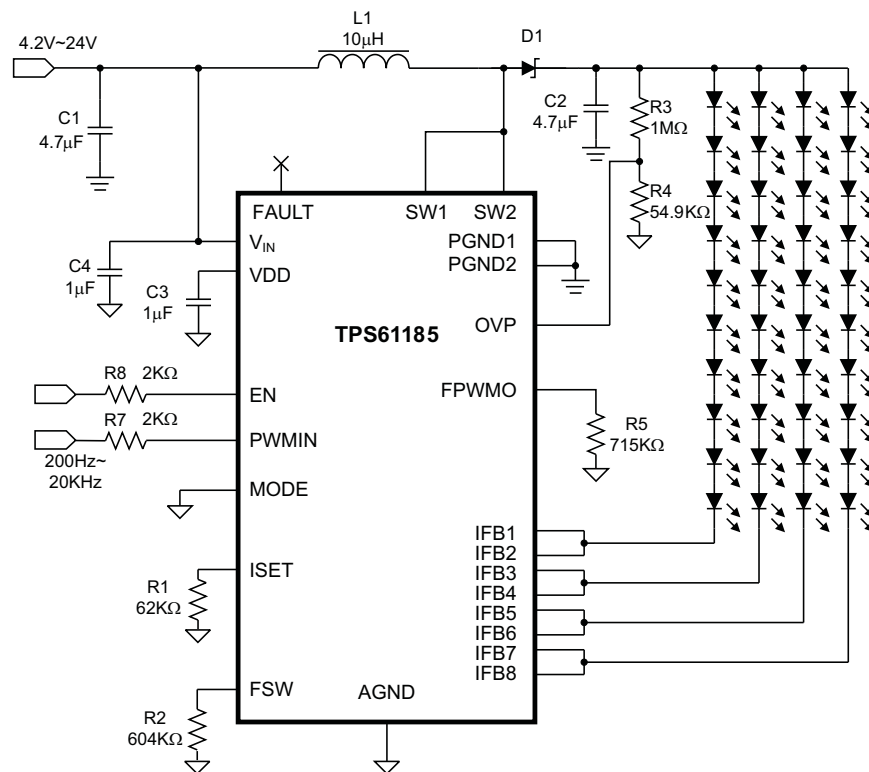 L1
10μH
4.2V~24V
D1
C1
4.7μF
C2
4.7μF
R3
1MΩ
R4
54.9KΩ
FAULT
SW1
SW2
VIN
VDD
PGND1
PGND2
C4
1μF
C3
1μF
TPS61185
OVP
R8
2KΩ
EN
FPWMO
R7
2KΩ
PWMIN
R5
715KΩ
200Hz~
20KHz
MODE
IFB1
IFB2
IFB3
IFB4
IFB5
IFB6
IFB7
IFB8
ISET
R1
62KΩ
FSW
AGND
R2
604KΩ